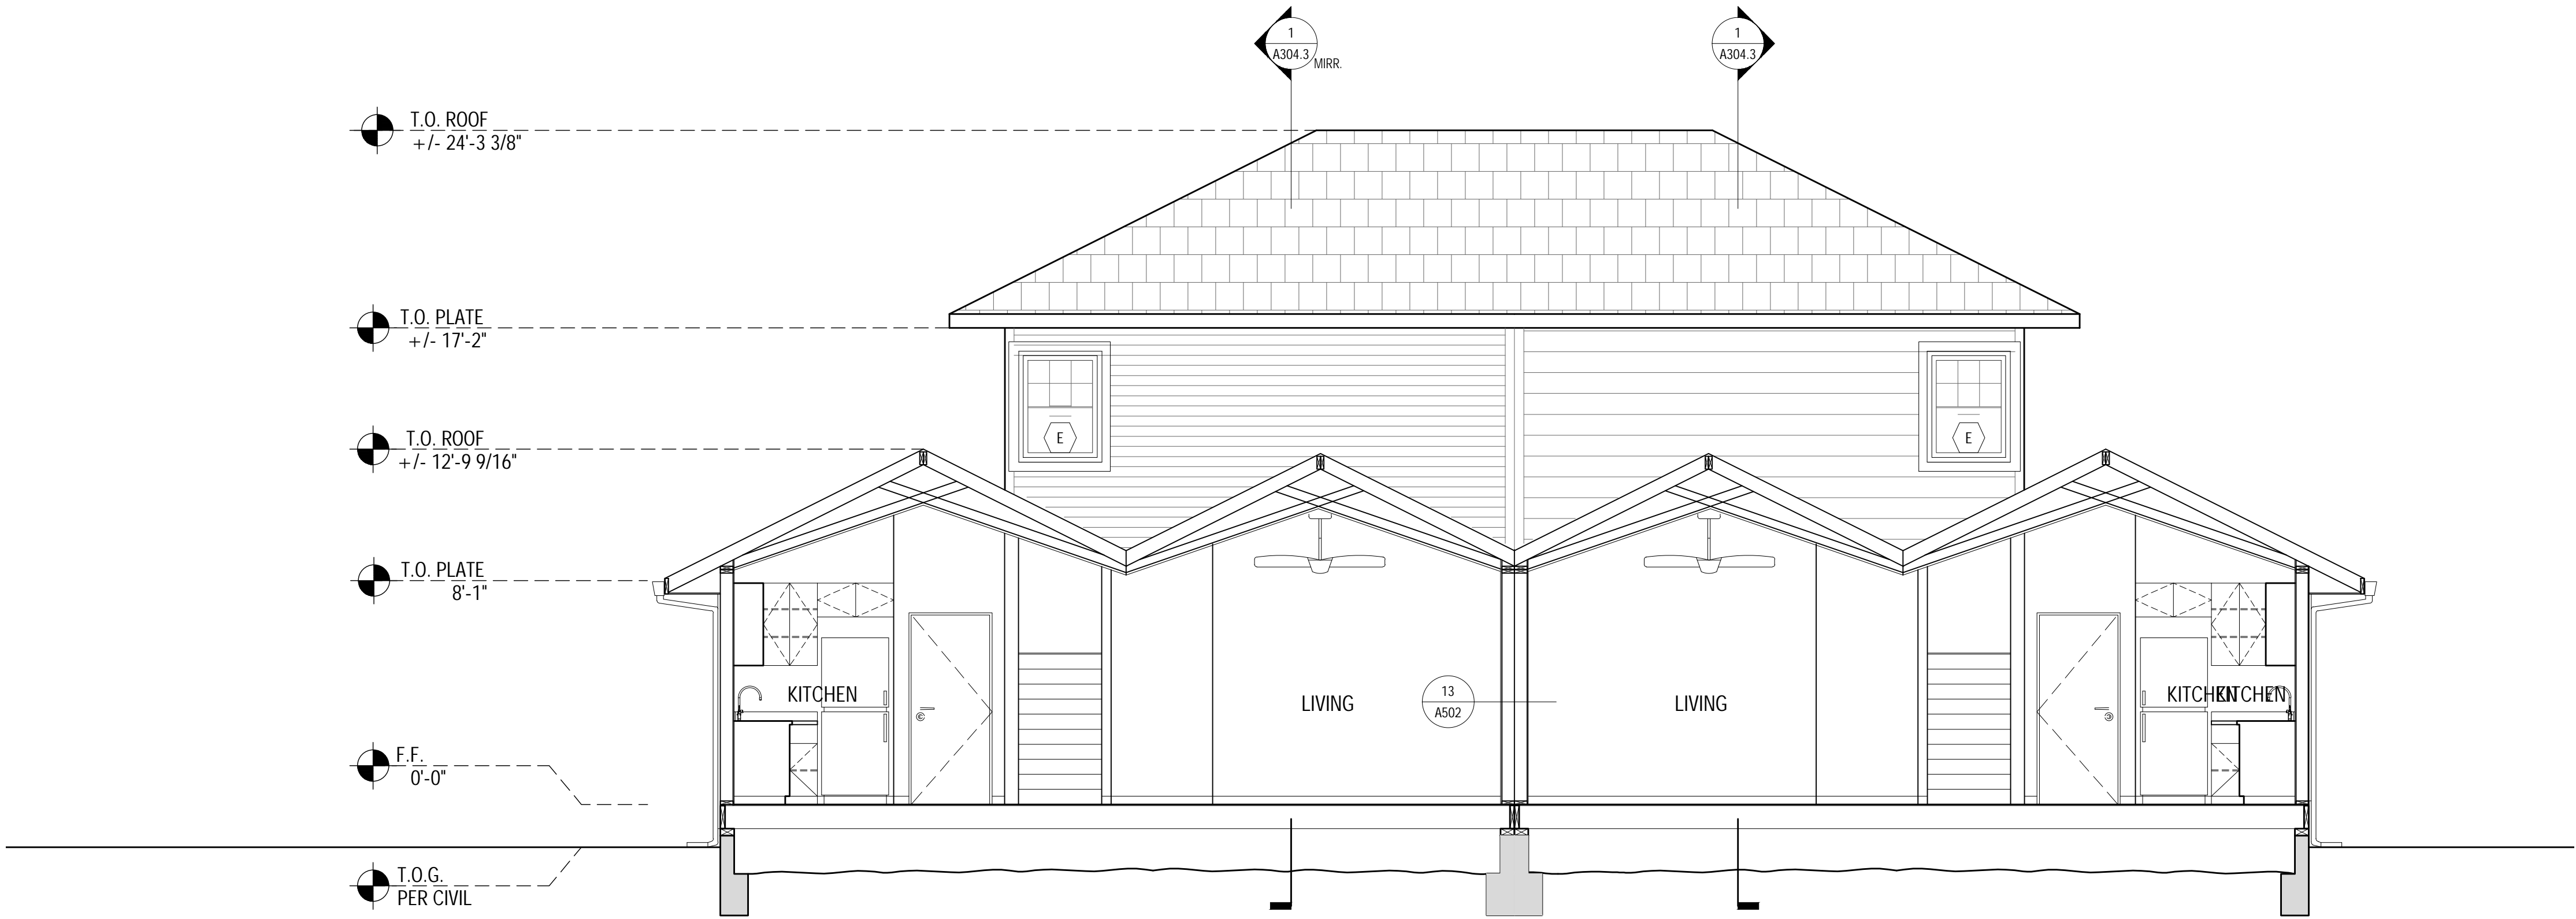 1
A304.3
MIRR.
1
A304.3
T.O. ROOF
+/- 24'-3 3/8"
T.O. PLATE
+/- 17'-2"
T.O. ROOF
+/- 12'-9 9/16"
E
E
T.O. PLATE
8'-1"
KITCHEN
LIVING
13
A502
LIVING
KITCHEN
KITCHEN
F.F.
0'-0"
T.O.G.
PER CIVIL